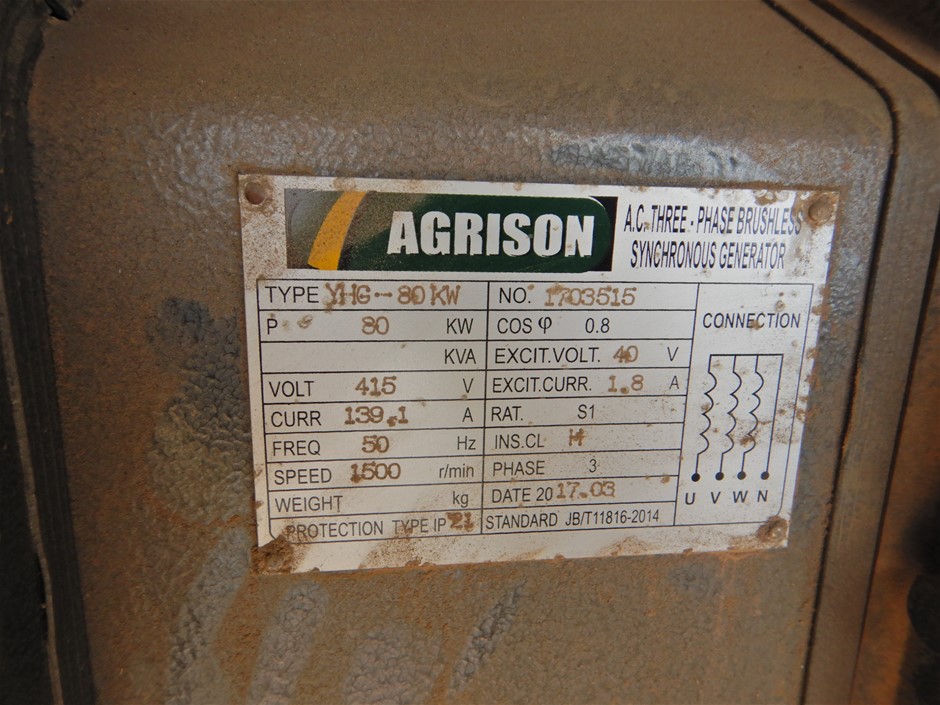 AGRISON
A.C. THREE - PHASE BRUSHLESS
SYNCHRONOUS GENERATOR
TYPE YHG-80KW NO. 1703515
P 80 KW COS φ 0.8
KVA EXCIT.VOLT. 40 V
VOLT 415 V EXCIT.CURR. 1.8 A
CURR 139.1 A RAT. S1
FREQ 50 Hz INS.CL H
SPEED 1500 r/min PHASE 3
WEIGHT kg DATE 2017.03
PROTECTION TYPE IP 21 STANDARD JB/T11816-2014
CONNECTION
U V W N